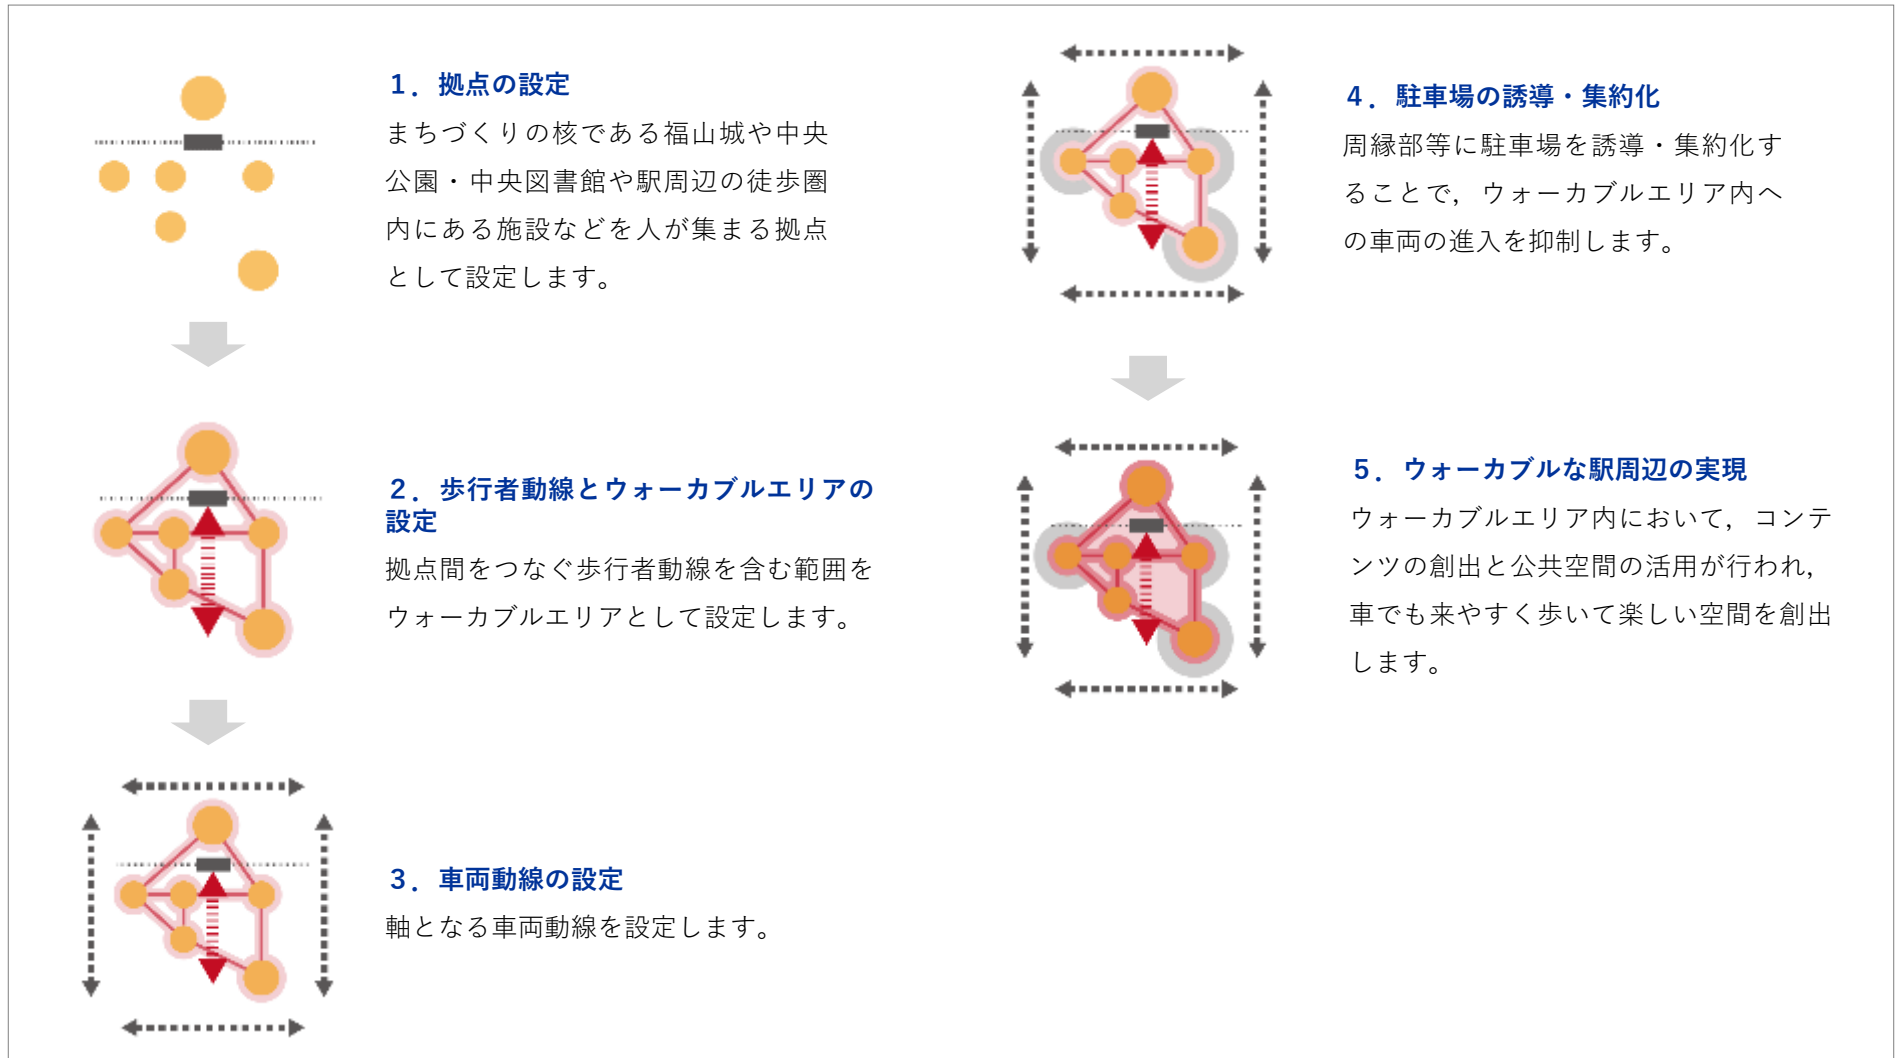 １．拠点の設定
まちづくりの核である福山城や中央
公園・中央図書館や駅周辺の徒歩圏
内にある施設などを人が集まる拠点
として設定します。
２．歩行者動線とウォーカブルエリアの
設定
拠点間をつなぐ歩行者動線を含む範囲を
ウォーカブルエリアとして設定します。
３．車両動線の設定
軸となる車両動線を設定します。
４．駐車場の誘導・集約化
周縁部等に駐車場を誘導・集約化す
ることで，ウォーカブルエリア内へ
の車両の進入を抑制します。
５．ウォーカブルな駅周辺の実現
ウォーカブルエリア内において，コンテ
ンツの創出と公共空間の活用が行われ，
車でも来やすく歩いて楽しい空間を創出
します。